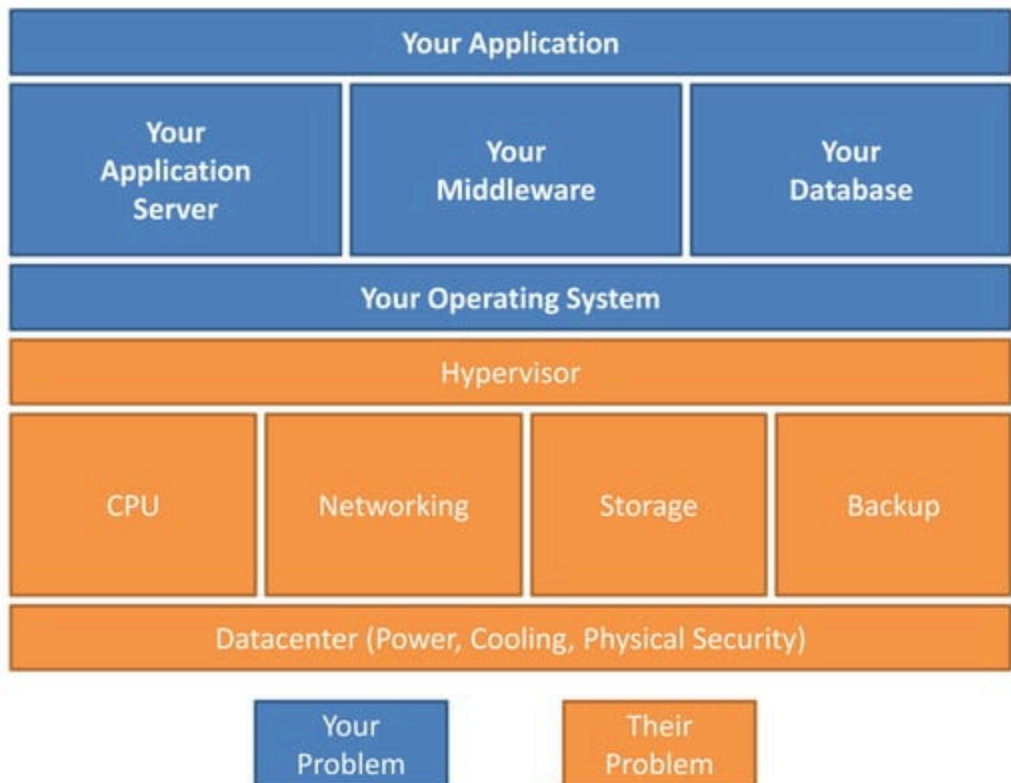 Your Application
Your
Application
Server
Your
Middleware
Your
Database
Your Operating System
Hypervisor
CPU
Networking
Storage
Backup
Datacenter (Power, Cooling, Physical Security)
Your
Problem
Their
Problem